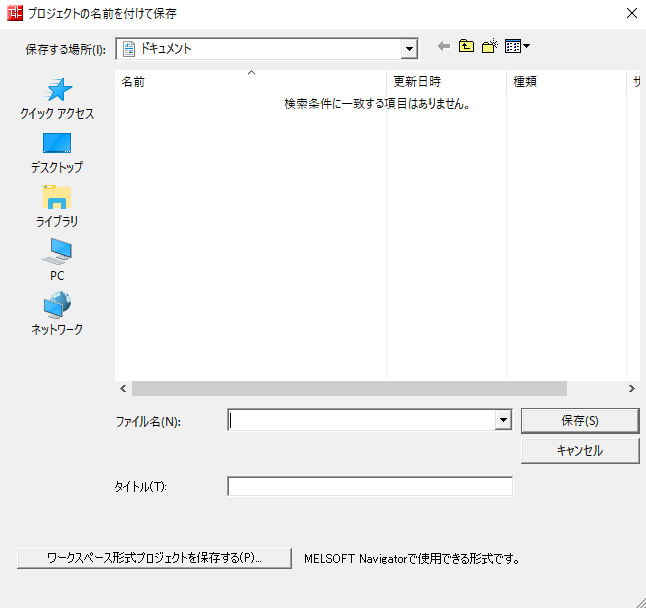 プロジェクトの名前を付けて保存
保存する場所(I):
ドキュメント
名前
更新日時
種類
サ
検索条件に一致する項目はありません。
クイック アクセス
デスクトップ
ライブラリ
PC
ネットワーク
ファイル名(N):
保存(S)
キャンセル
タイトル(T):
ワークスペース形式プロジェクトを保存する(P)...
MELSOFT Navigatorで使用できる形式です。